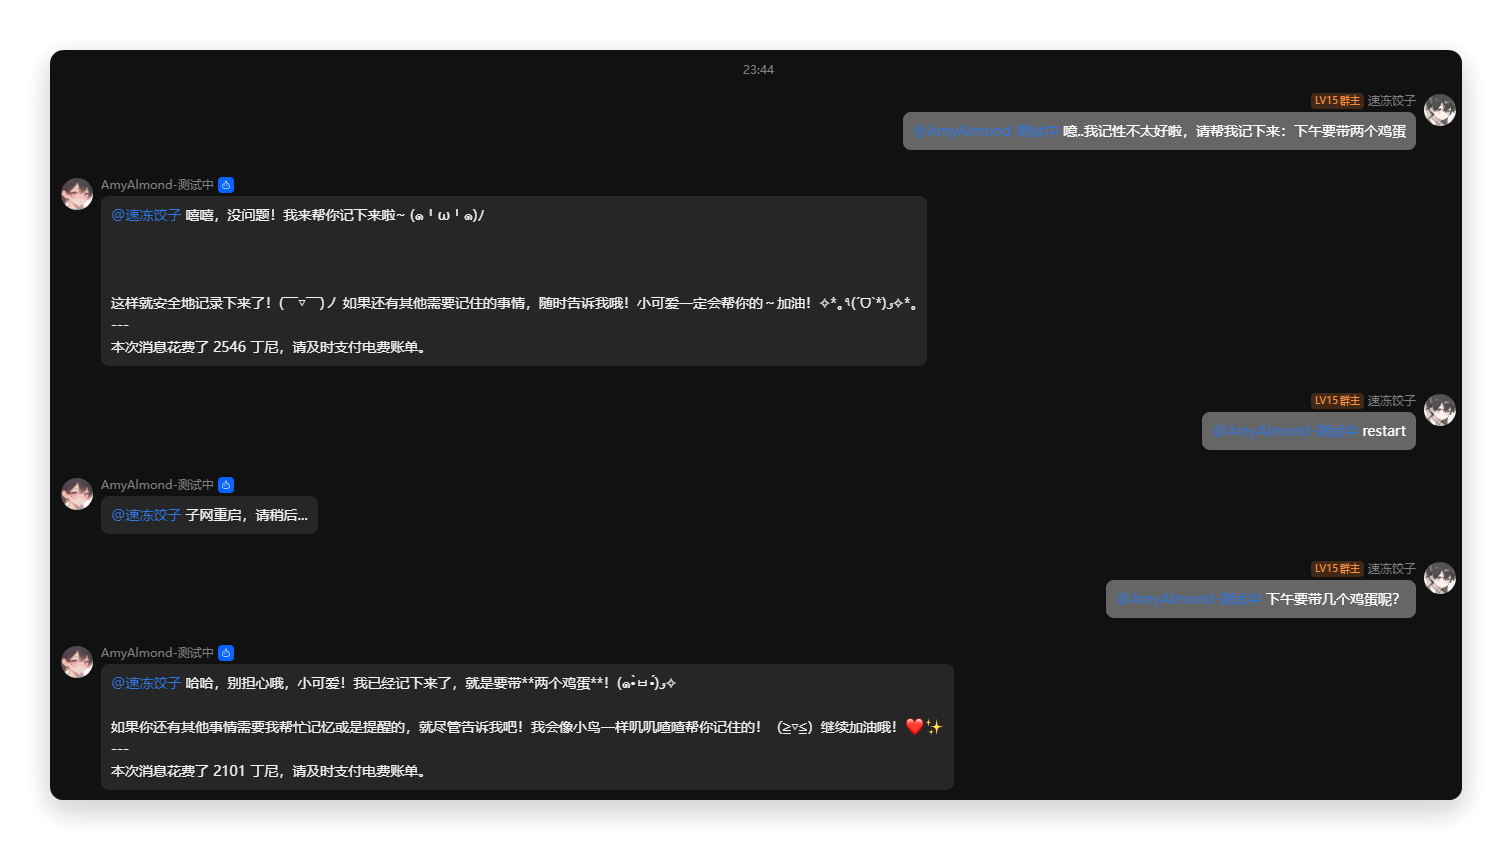 23:44
LV15 群主 速冻饺子
@AmyAlmond-测试中 噫..我记性不太好啦，请帮我记下来：下午要带两个鸡蛋
AmyAlmond-测试中
@速冻饺子 嘻嘻，没问题！我来帮你记下来啦~ (๑╹ω╹๑)ﾉ
这样就安全地记录下来了！(￣▽￣)ノ 如果还有其他需要记住的事情，随时告诉我哦！小可爱一定会帮你的～加油！✧*。٩(ˊᗜˋ*)و✧*。
---
本次消息花费了 2546 丁尼，请及时支付电费账单。
LV15 群主 速冻饺子
@AmyAlmond-测试中 restart
AmyAlmond-测试中
@速冻饺子 子网重启，请稍后...
LV15 群主 速冻饺子
@AmyAlmond-测试中 下午要带几个鸡蛋呢？
AmyAlmond-测试中
@速冻饺子 哈哈，别担心哦，小可爱！我已经记下来了，就是要带**两个鸡蛋**！(๑•̀ㅂ•́)و✧
如果你还有其他事情需要我帮忙记忆或是提醒的，就尽管告诉我吧！我会像小鸟一样叽叽喳喳帮你记住的！（≧▽≦）继续加油哦！❤️✨
---
本次消息花费了 2101 丁尼，请及时支付电费账单。